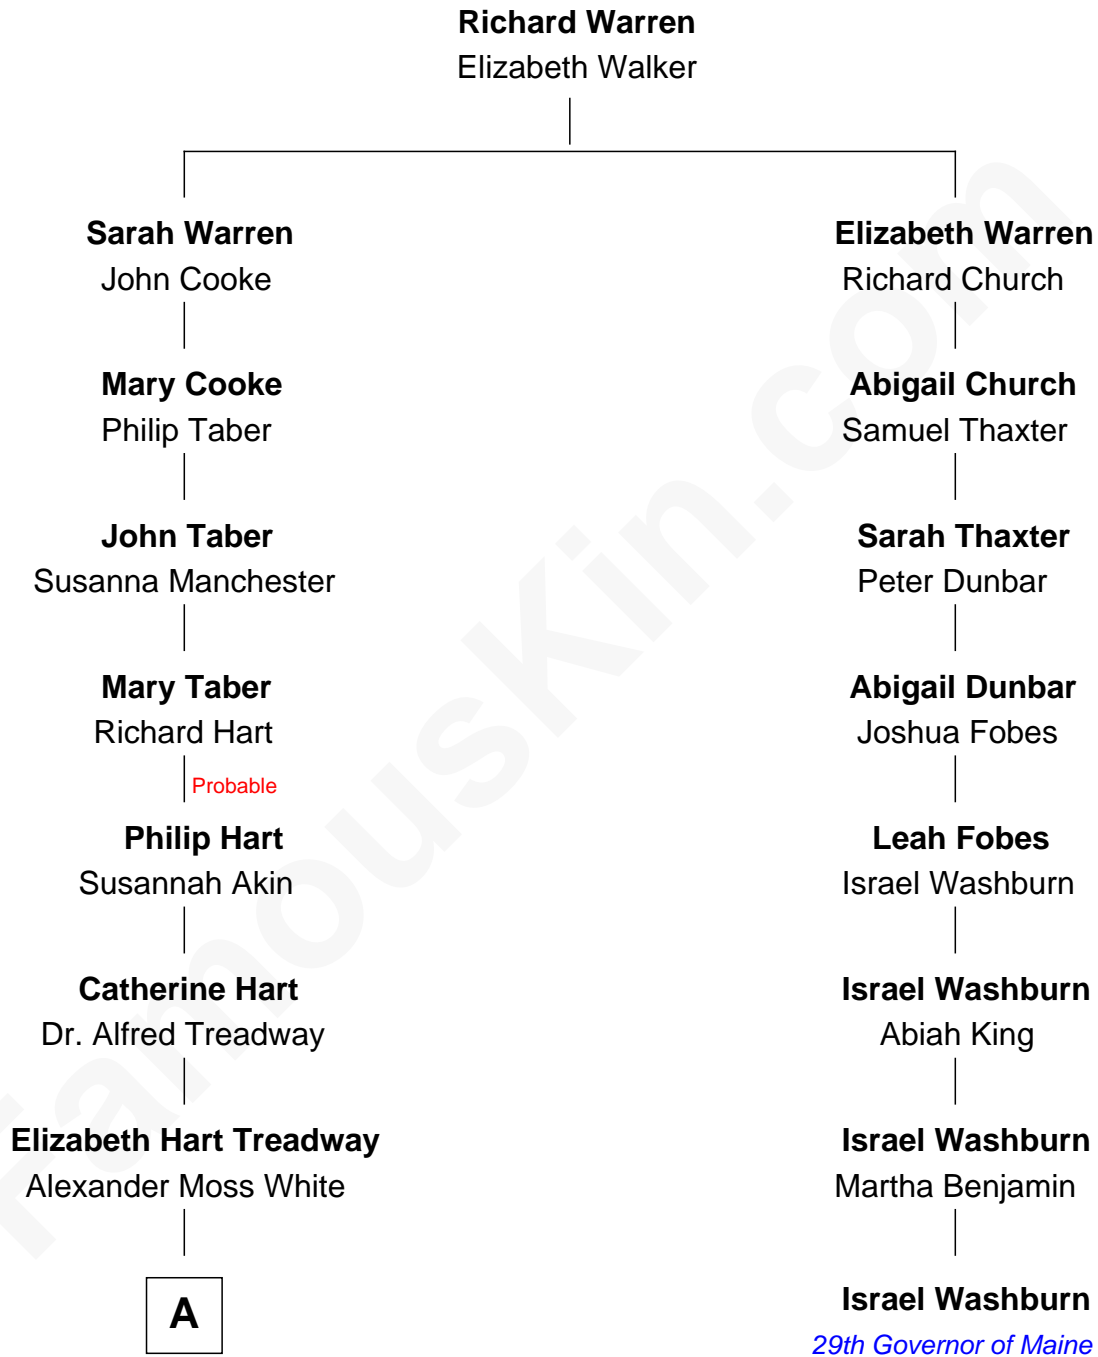 Richard Warren
Elizabeth Walker
Sarah Warren
John Cooke
Elizabeth Warren
Richard Church
Mary Cooke
Philip Taber
Abigail Church
Samuel Thaxter
John Taber
Susanna Manchester
Sarah Thaxter
Peter Dunbar
Mary Taber
Richard Hart
Abigail Dunbar
Joshua Fobes
Probable
Philip Hart
Susannah Akin
Leah Fobes
Israel Washburn
Catherine Hart
Dr. Alfred Treadway
Israel Washburn
Abiah King
Elizabeth Hart Treadway
Alexander Moss White
Israel Washburn
Martha Benjamin
A
Israel Washburn
29th Governor of Maine
FamousKin.com